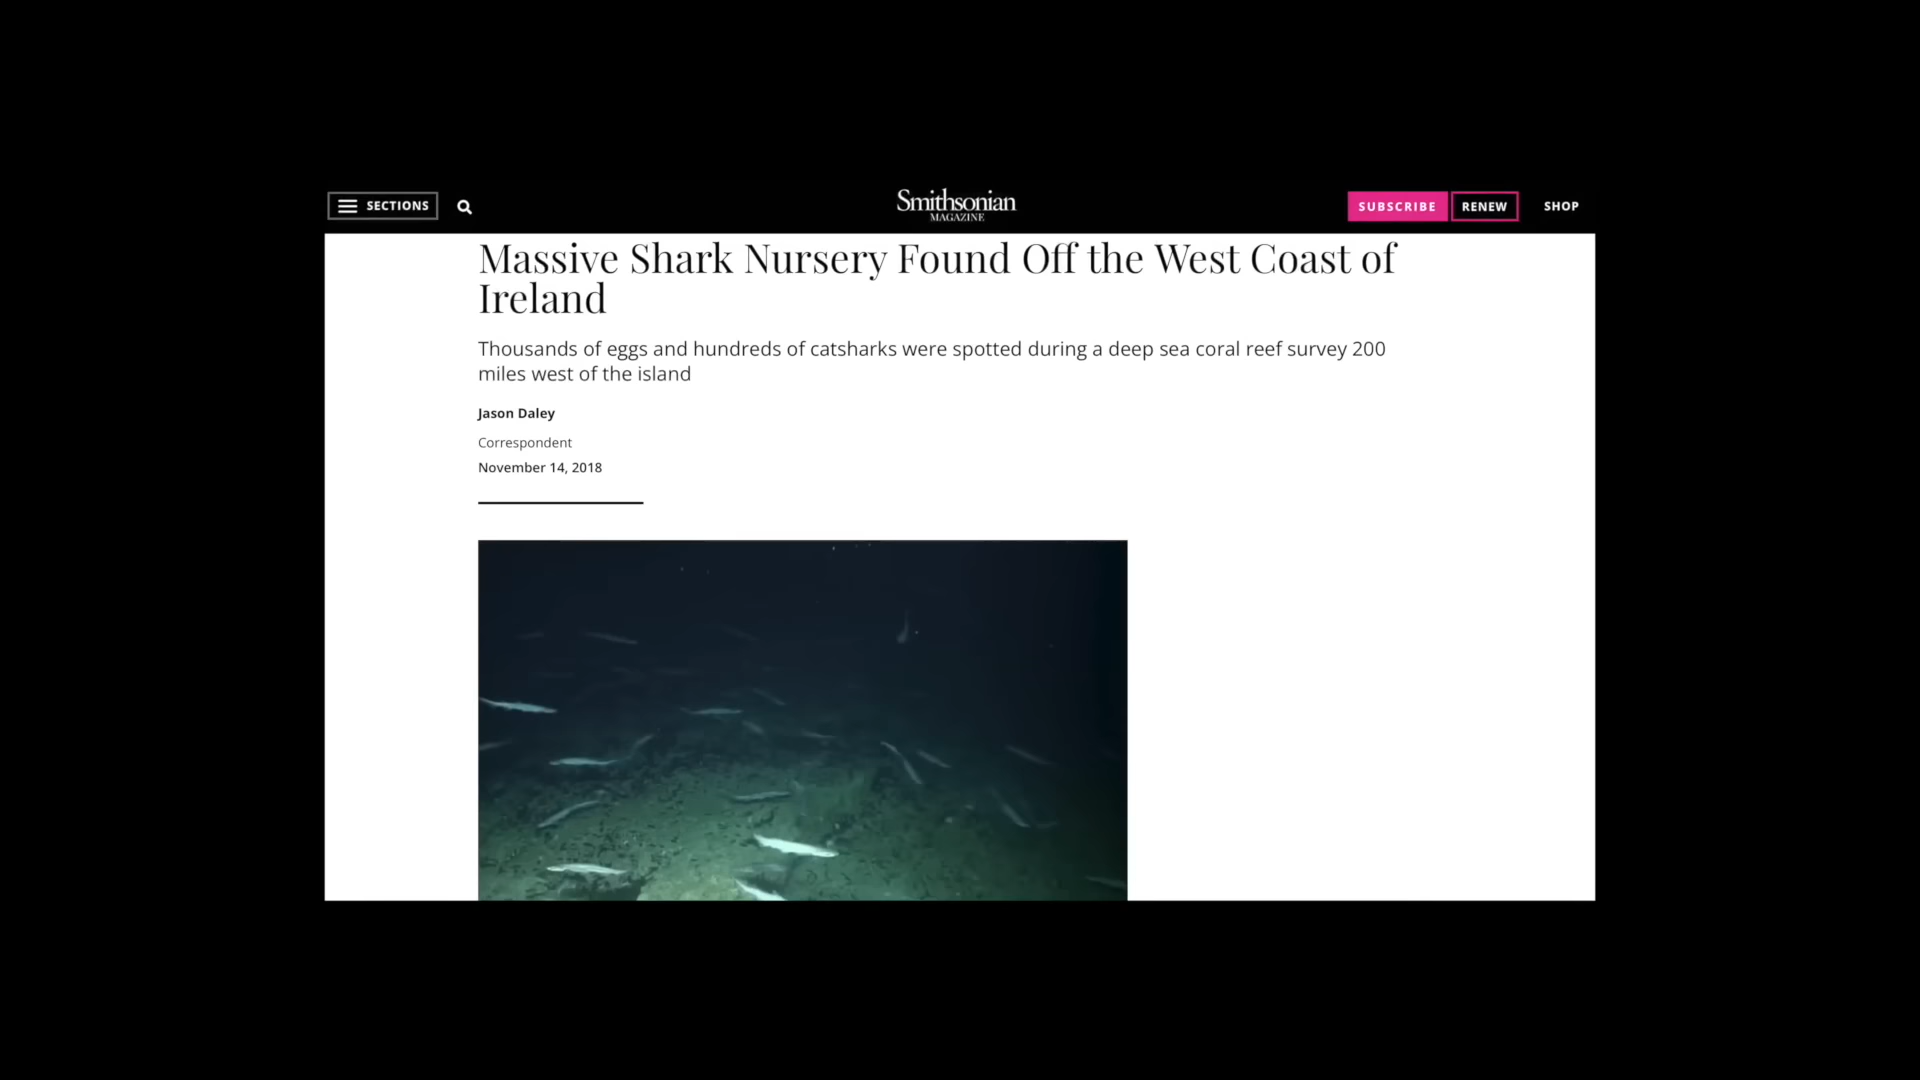 SECTIONS
Smithsonian
MAGAZINE
SUBSCRIBE
RENEW
SHOP
Massive Shark Nursery Found Off the West Coast of
Ireland
Thousands of eggs and hundreds of catsharks were spotted during a deep sea coral reef survey 200
miles west of the island
Jason Daley
Correspondent
November 14, 2018